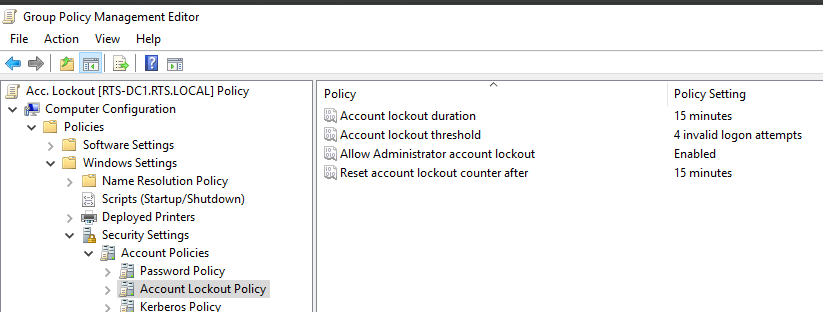 Group Policy Management Editor
File Action View Help
Acc. Lockout [RTS-DC1.RTS.LOCAL] Policy
Computer Configuration
Policies
Software Settings
Windows Settings
Name Resolution Policy
Scripts (Startup/Shutdown)
Deployed Printers
Security Settings
Account Policies
Password Policy
Account Lockout Policy
Kerberos Policy
Policy Policy Setting
Account lockout duration 15 minutes
Account lockout threshold 4 invalid logon attempts
Allow Administrator account lockout Enabled
Reset account lockout counter after 15 minutes